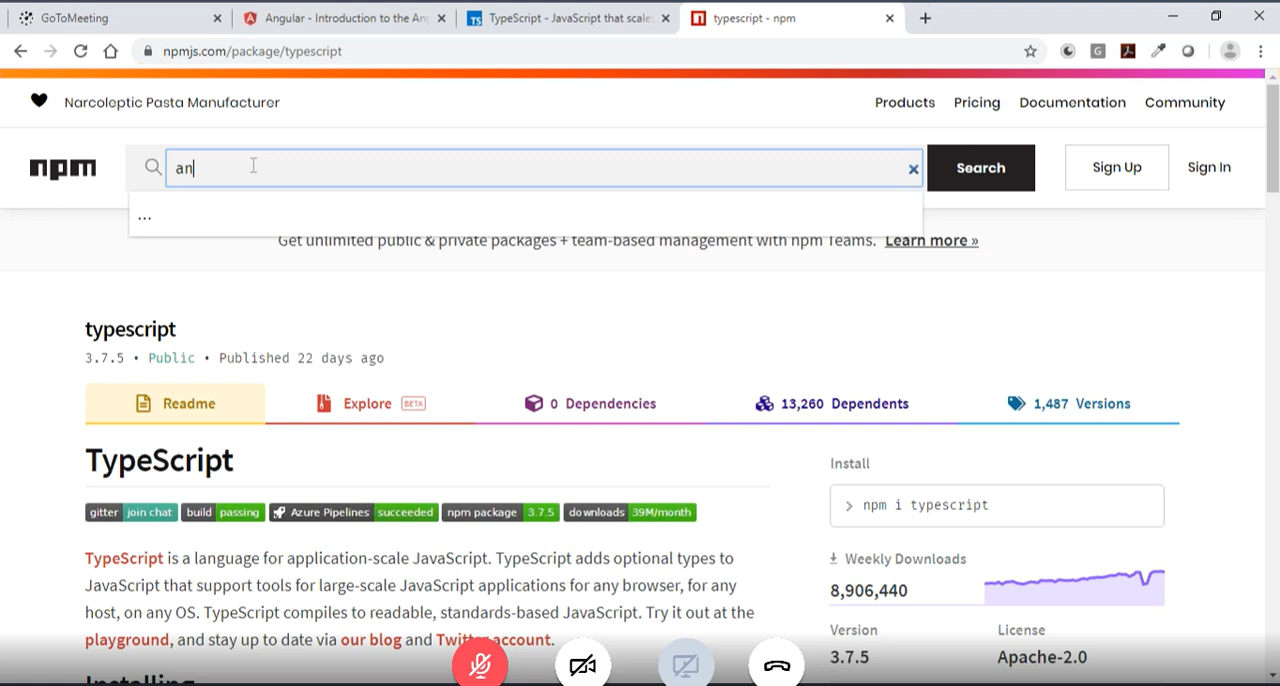 GoToMeeting
Angular - Introduction to the An
TypeScript - JavaScript that scale
typescript - npm
npmjs.com/package/typescript
Narcoleptic Pasta Manufacturer
Products Pricing Documentation Community
npm
an
Search
Sign Up
Sign In
...
Get unlimited public & private packages + team-based management with npm Teams. Learn more »
typescript
3.7.5 • Public • Published 22 days ago
Readme
Explore BETA
0 Dependencies
13,260 Dependents
1,487 Versions
TypeScript
gitter join chat build passing Azure Pipelines succeeded npm package 3.7.5 downloads 39M/month
TypeScript is a language for application-scale JavaScript. TypeScript adds optional types to
JavaScript that support tools for large-scale JavaScript applications for any browser, for any
host, on any OS. TypeScript compiles to readable, standards-based JavaScript. Try it out at the
playground, and stay up to date via our blog and Twitter account.
Installing
Install
> npm i typescript
Weekly Downloads
8,906,440
Version
3.7.5
License
Apache-2.0